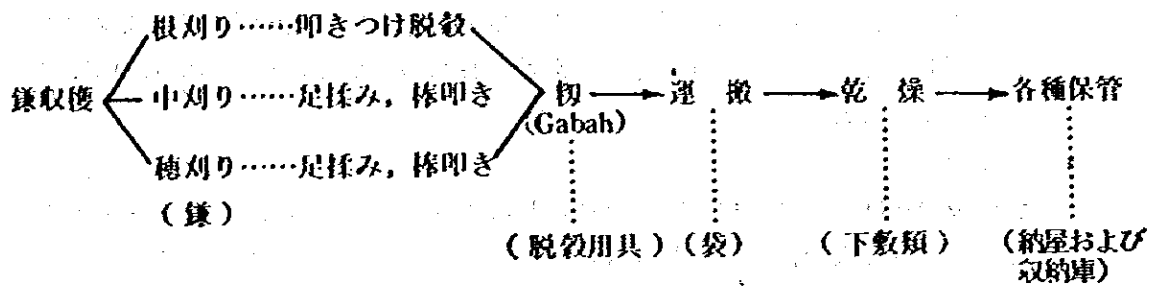 根刈り……叩きつけ脱穀
鎌収穫 中刈り……足揉み，棒叩き 籾 運搬 乾燥 各種保管
(Gabah)
穂刈り……足揉み，棒叩き
(鎌)
(脱穀用具) (袋) (下敷類) (納屋および
収納庫)